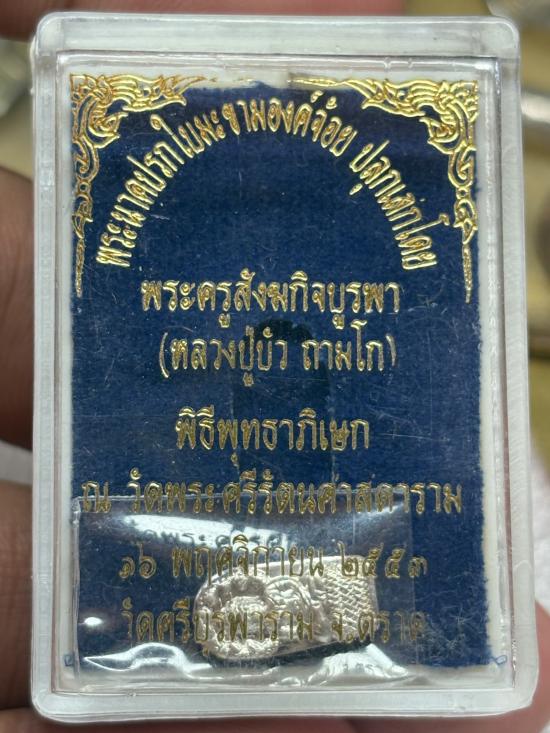 พระนาคปรกใบมะขามองค์จ้อย ปลุกเสกโดย
พระครูสังฆกิจบูรพา
(หลวงปู่บัว ถามโก)
พิธีพุทธาภิเษก
ณ วัดพระศรีรัตนศาสดาราม
๑๖ พฤศจิกายน ๒๕๕๓
วัดศรีบูรพาราม จ.ตราด